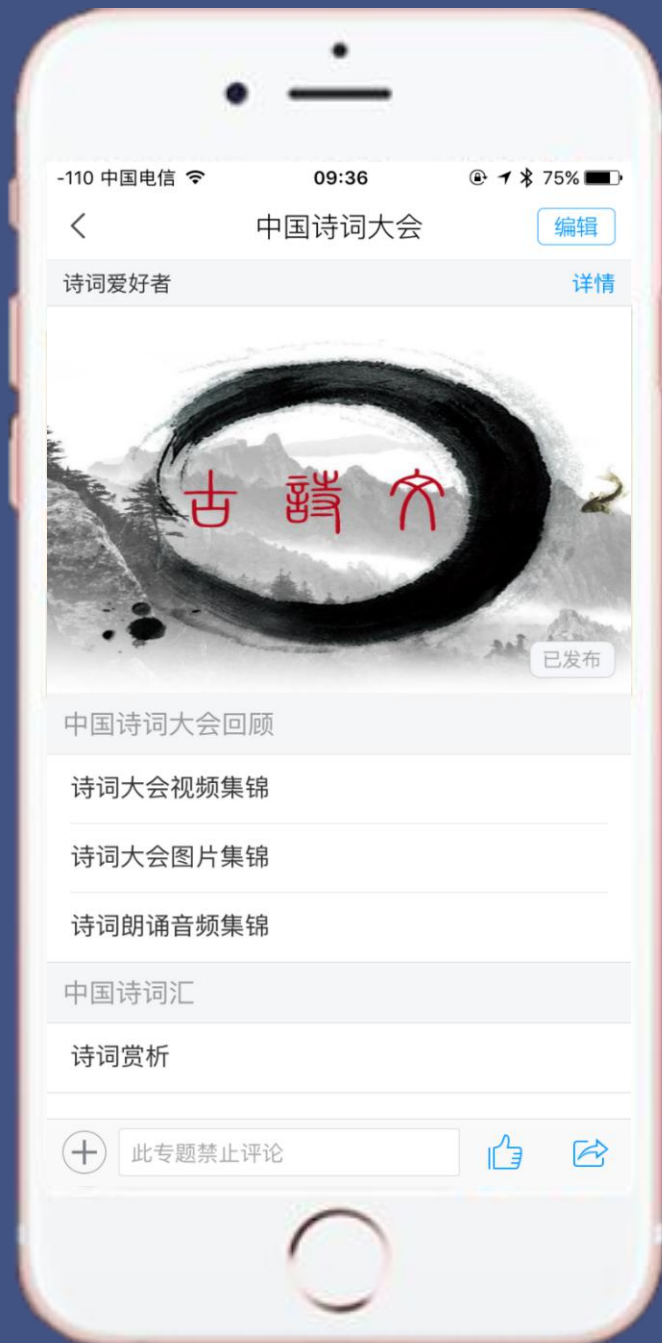 -110 中国电信 09:36 75%
中国诗词大会 编辑
诗词爱好者 详情
古 詩 文
已发布
中国诗词大会回顾
诗词大会视频集锦
诗词大会图片集锦
诗词朗诵音频集锦
中国诗词汇
诗词赏析
此专题禁止评论